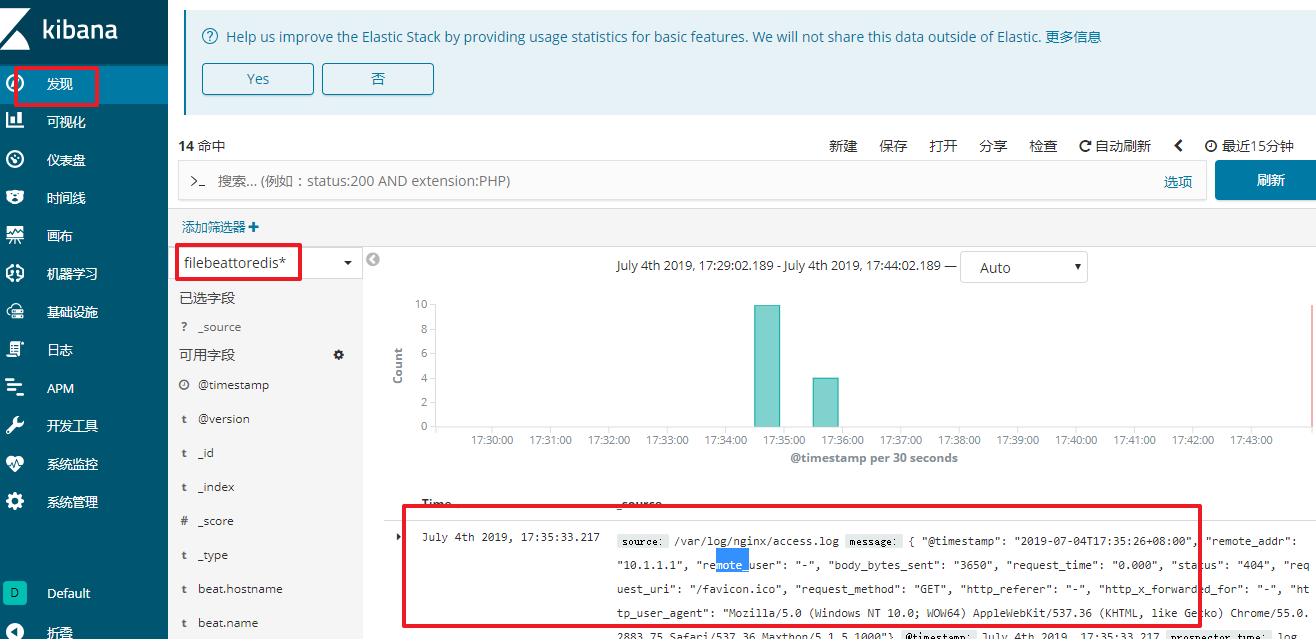 kibana
发现
可视化
仪表盘
时间线
画布
机器学习
基础设施
日志
APM
开发工具
系统监控
系统管理
D Default
折叠
Help us improve the Elastic Stack by providing usage statistics for basic features. We will not share this data outside of Elastic. 更多信息
Yes 否
14 命中 新建 保存 打开 分享 检查 自动刷新 最近15分钟
>_ 搜索... (例如：status:200 AND extension:PHP) 选项 刷新
添加筛选器
filebeattoredis*
已选字段
? _source
可用字段
@timestamp
t @version
t _id
t _index
# _score
t _type
t beat.hostname
t beat.name
July 4th 2019, 17:29:02.189 - July 4th 2019, 17:44:02.189 — Auto
Count
10
8
6
4
2
0
17:30:00 17:31:00 17:32:00 17:33:00 17:34:00 17:35:00 17:36:00 17:37:00 17:38:00 17:39:00 17:40:00 17:41:00 17:42:00 17:43:00
@timestamp per 30 seconds
Time _source
July 4th 2019, 17:35:33.217 source: /var/log/nginx/access.log message: { "@timestamp": "2019-07-04T17:35:26+08:00", "remote_addr":
"10.1.1.1", "remote_user": "-", "body_bytes_sent": "3650", "request_time": "0.000", "status": "404", "req
uest_uri": "/favicon.ico", "request_method": "GET", "http_referer": "-", "http_x_forwarded_for": "-", "ht
tp_user_agent": "Mozilla/5.0 (Windows NT 10.0; WOW64) AppleWebKit/537.36 (KHTML, like Gecko) Chrome/55.0.
2883.75 Safari/537.36 Maxthon/5.1.5.1000"} @timestamp: July 4th 2019, 17:35:33.217 prospector.type: log